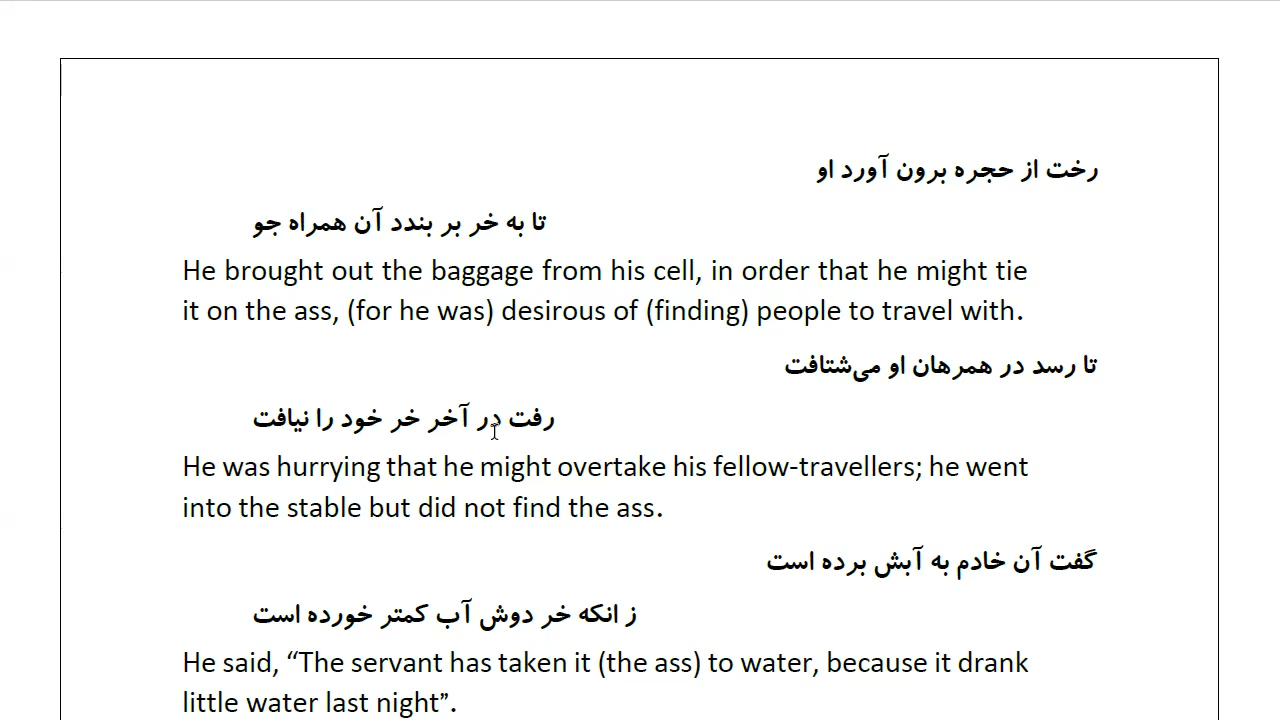 رخت از حجره برون آورد او
تا به خر بر بندد آن همراه جو
He brought out the baggage from his cell, in order that he might tie
it on the ass, (for he was) desirous of (finding) people to travel with.
تا رسد در همرهان او می‌شتافت
رفت در آخر خر خود را نیافت
He was hurrying that he might overtake his fellow-travellers; he went
into the stable but did not find the ass.
گفت آن خادم به آبش برده است
ز انکه خر دوش آب کمتر خورده است
He said, “The servant has taken it (the ass) to water, because it drank
little water last night”.